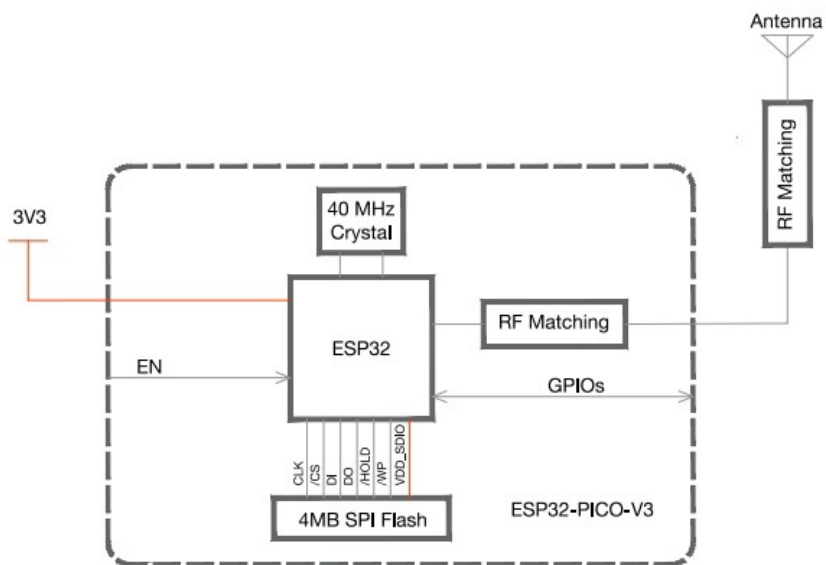 Antenna
RF Matching
3V3
40 MHz
Crystal
ESP32
RF Matching
EN
GPIOs
CLK
/CS
DI
DO
/HOLD
/WP
VDD_SDIO
4MB SPI Flash
ESP32-PICO-V3